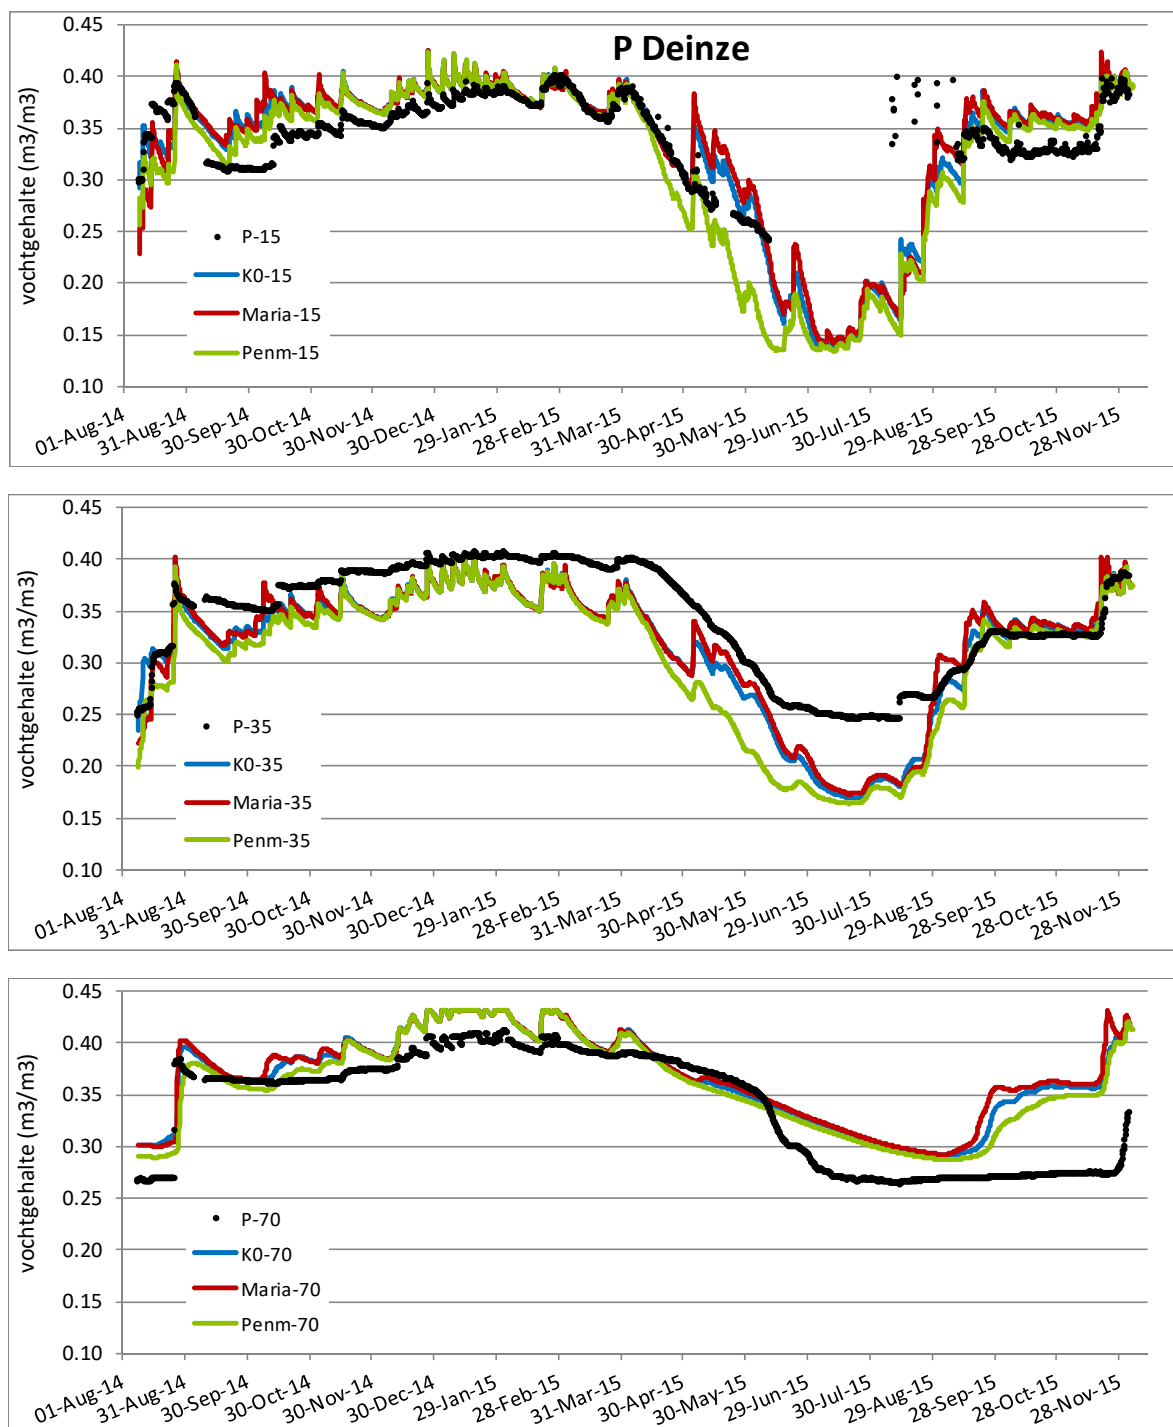 P Deinze
vochtgehalte (m3/m3)
0.45
0.40
0.35
0.30
0.25
0.20
0.15
0.10
P-15
K0-15
Maria-15
Penm-15
01-Aug-14
31-Aug-14
30-Sep-14
30-Oct-14
30-Nov-14
30-Dec-14
29-Jan-15
28-Feb-15
31-Mar-15
30-Apr-15
30-May-15
29-Jun-15
30-Jul-15
29-Aug-15
28-Sep-15
28-Oct-15
28-Nov-15
vochtgehalte (m3/m3)
0.45
0.40
0.35
0.30
0.25
0.20
0.15
0.10
P-35
K0-35
Maria-35
Penm-35
01-Aug-14
31-Aug-14
30-Sep-14
30-Oct-14
30-Nov-14
30-Dec-14
29-Jan-15
28-Feb-15
31-Mar-15
30-Apr-15
30-May-15
29-Jun-15
30-Jul-15
29-Aug-15
28-Sep-15
28-Oct-15
28-Nov-15
vochtgehalte (m3/m3)
0.45
0.40
0.35
0.30
0.25
0.20
0.15
0.10
P-70
K0-70
Maria-70
Penm-70
01-Aug-14
31-Aug-14
30-Sep-14
30-Oct-14
30-Nov-14
30-Dec-14
29-Jan-15
28-Feb-15
31-Mar-15
30-Apr-15
30-May-15
29-Jun-15
30-Jul-15
29-Aug-15
28-Sep-15
28-Oct-15
28-Nov-15